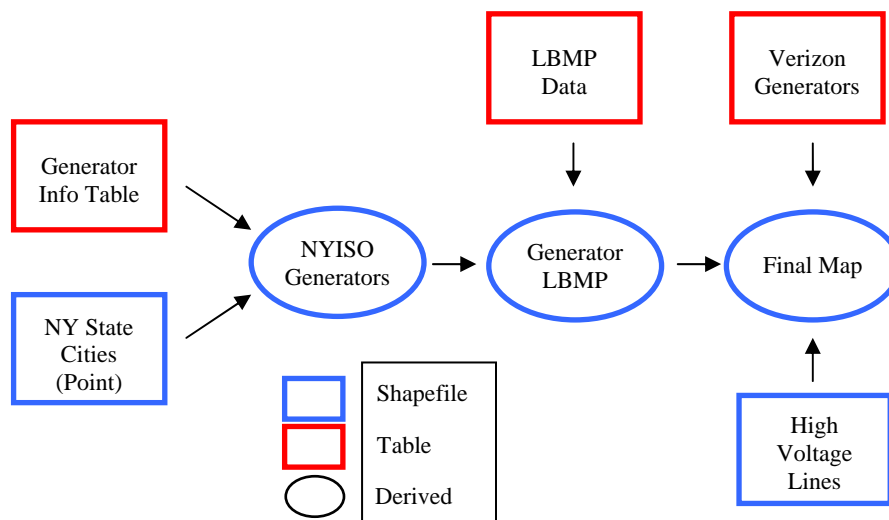 LBMP
Data
Verizon
Generators
Generator
Info Table
NYISO
Generators
Generator
LBMP
Final Map
NY State
Cities
(Point)
Shapefile
Table
Derived
High
Voltage
Lines